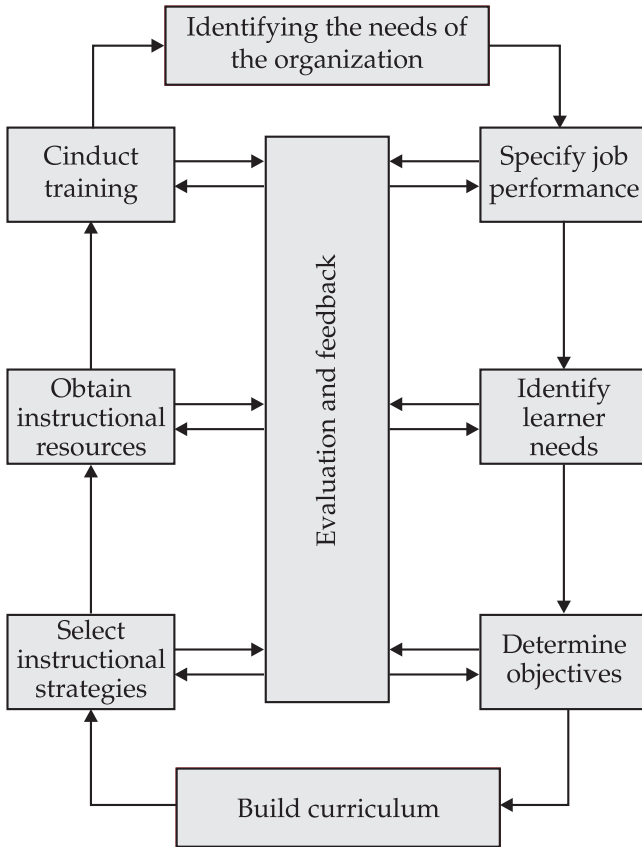 Identifying the needs of
the organization
Cinduct
training
Specify job
performance
Evaluation and feedback
Obtain
instructional
resources
Identify
learner
needs
Select
instructional
strategies
Determine
objectives
Build curriculum